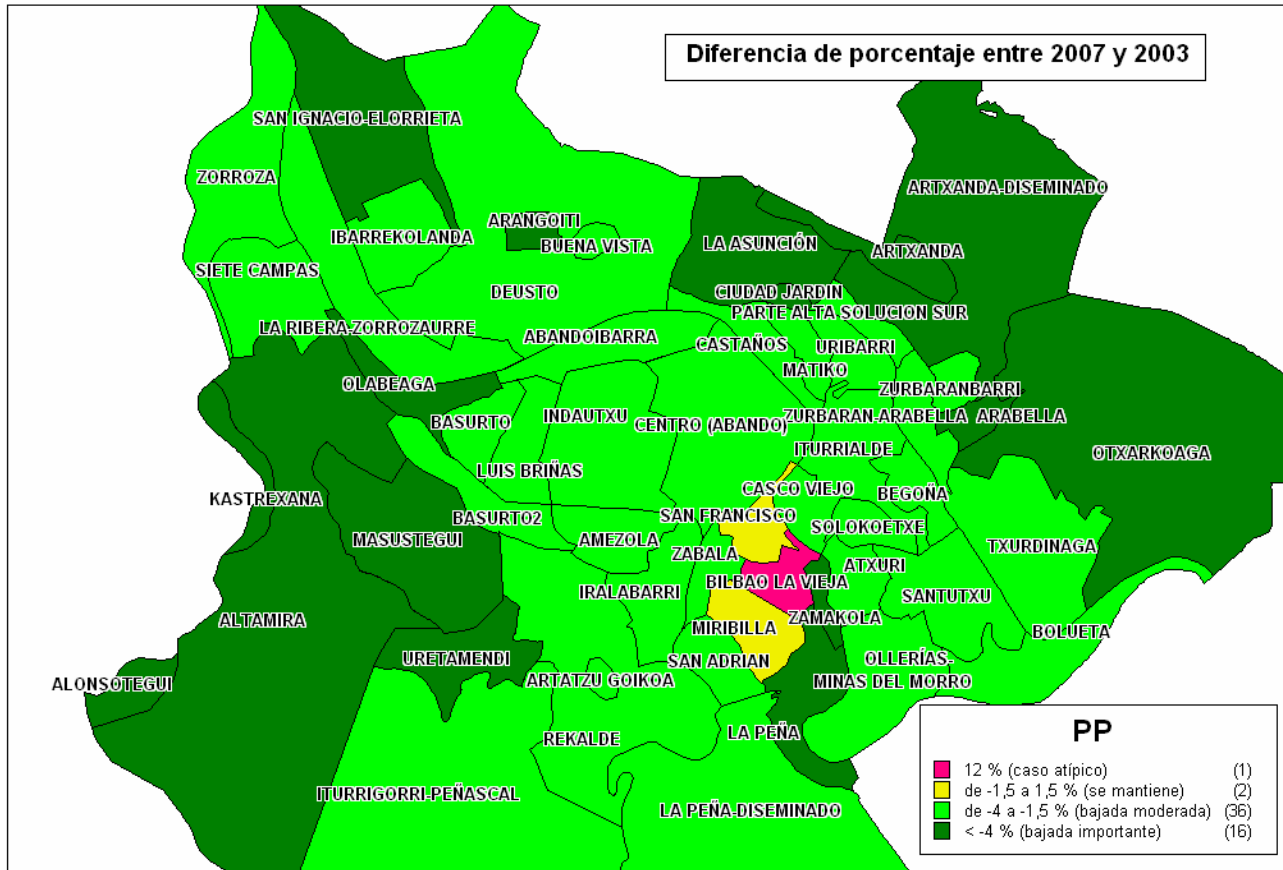 Diferencia de porcentaje entre 2007 y 2003
SAN IGNACIO-ELORRIETA
ZORROZA
ARTXANDA-DISEMINADO
ARANGOITI
IBARREKOLANDA
BUENA VISTA
LA ASUNCIÓN
ARTXANDA
SIETE CAMPAS
DEUSTO
CIUDAD JARDIN
PARTE ALTA SOLUCION SUR
LA RIBERA-ZORROZAURRE
ABANDOIBARRA
CASTAÑOS
URIBARRI
MATIKO
OLABEAGA
ZURBARANBARRI
BASURTO
INDAUTXU
CENTRO (ABANDO)
ZURBARAN-ARABELLA
ARABELLA
ITURRIALDE
OTXARKOAGA
LUIS BRIÑAS
CASCO VIEJO
BEGOÑA
KASTREXANA
BASURTO2
SAN FRANCISCO
SOLOKOETXE
MASUSTEGUI
AMEZOLA
ZABALA
TXURDINAGA
ATXURI
BILBAO LA VIEJA
IRALABARRI
SANTUTXU
ALTAMIRA
ZAMAKOLA
MIRIBILLA
BOLUETA
URETAMENDI
SAN ADRIAN
OLLERÍAS-
MINAS DEL MORRO
ALONSOTEGUI
ARTATZU GOIKOA
LA PEÑA
REKALDE
ITURRIGORRI-PEÑASCAL
LA PEÑA-DISEMINADO
PP
12 % (caso atípico) (1)
de -1,5 a 1,5 % (se mantiene) (2)
de -4 a -1,5 % (bajada moderada) (36)
< -4 % (bajada importante) (16)